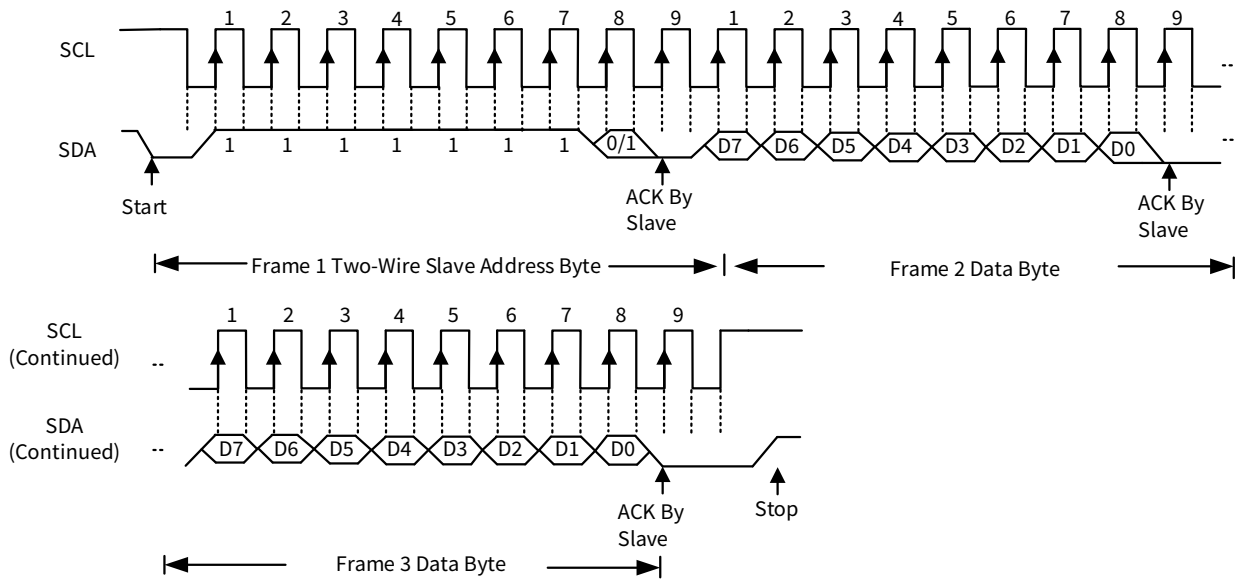 1 2 3 4 5 6 7 8 9 1 2 3 4 5 6 7 8 9
SCL
--
SDA
1 1 1 1 1 1 1 0/1 D7 D6 D5 D4 D3 D2 D1 D0
--
Start
ACK By
Slave
ACK By
Slave
Frame 1 Two-Wire Slave Address Byte
Frame 2 Data Byte
1 2 3 4 5 6 7 8 9
SCL
(Continued)
--
SDA
(Continued)
--
D7 D6 D5 D4 D3 D2 D1 D0
ACK By
Slave
Stop
Frame 3 Data Byte